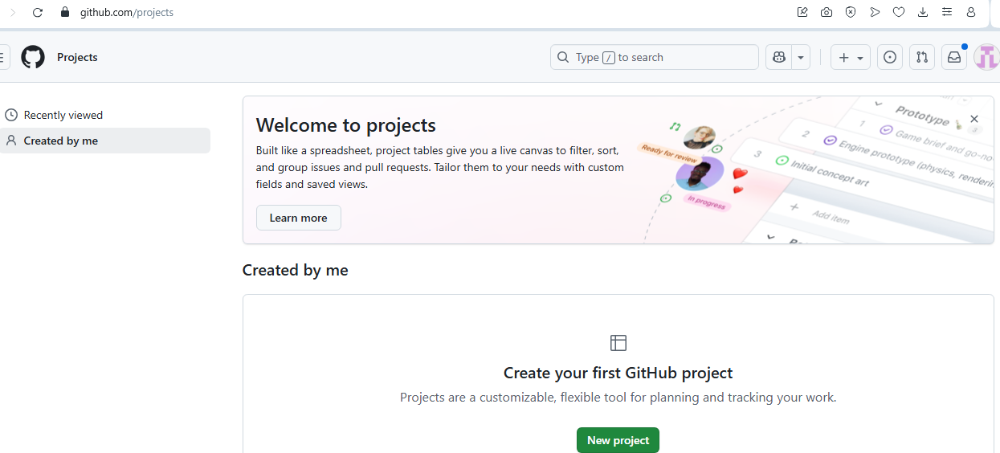 github.com/projects
Projects
Type / to search
Recently viewed
Created by me
Welcome to projects
Built like a spreadsheet, project tables give you a live canvas to filter, sort,
and group issues and pull requests. Tailor them to your needs with custom
fields and saved views.
Learn more
Ready for review
In progress
Prototype
3
1
Game brief and go-no
2
Engine prototype (physics, renderin
3
Initial concept art
Add item
Created by me
Create your first GitHub project
Projects are a customizable, flexible tool for planning and tracking your work.
New project